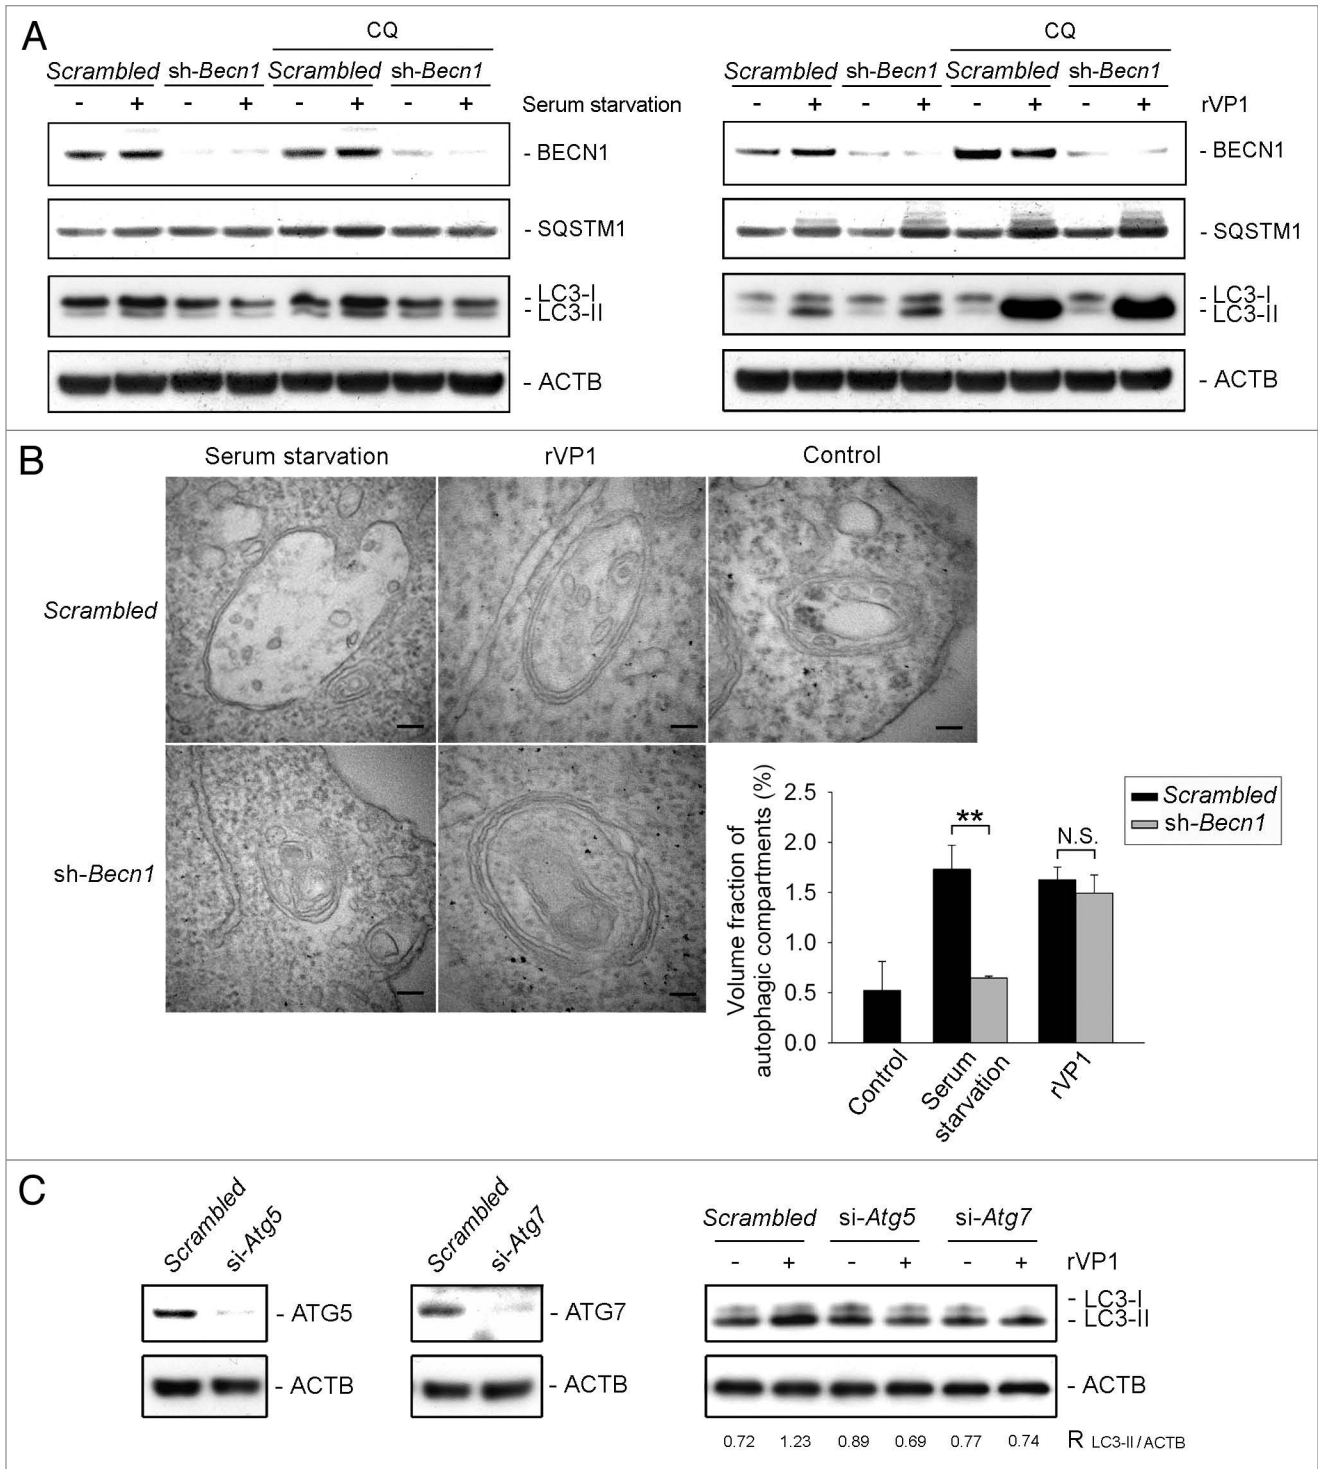 A
CQ
Scrambled sh-Becn1 Scrambled sh-Becn1
- + - + - + - + Serum starvation
- BECN1
- SQSTM1
- LC3-I
- LC3-II
- ACTB
CQ
Scrambled sh-Becn1 Scrambled sh-Becn1
- + - + - + - + rVP1
- BECN1
- SQSTM1
- LC3-I
- LC3-II
- ACTB
B
Serum starvation rVP1 Control
Scrambled
sh-Becn1
Volume fraction of
autophagic compartments (%)
2.5
2.0
1.5
1.0
0.5
0.0
** N.S.
Scrambled
sh-Becn1
Control
Serum
starvation
rVP1
C
Scrambled si-Atg5
- ATG5
- ACTB
Scrambled si-Atg7
- ATG7
- ACTB
Scrambled si-Atg5 si-Atg7
- + - + - + rVP1
- LC3-I
- LC3-II
- ACTB
0.72 1.23 0.89 0.69 0.77 0.74 R LC3-II/ACTB